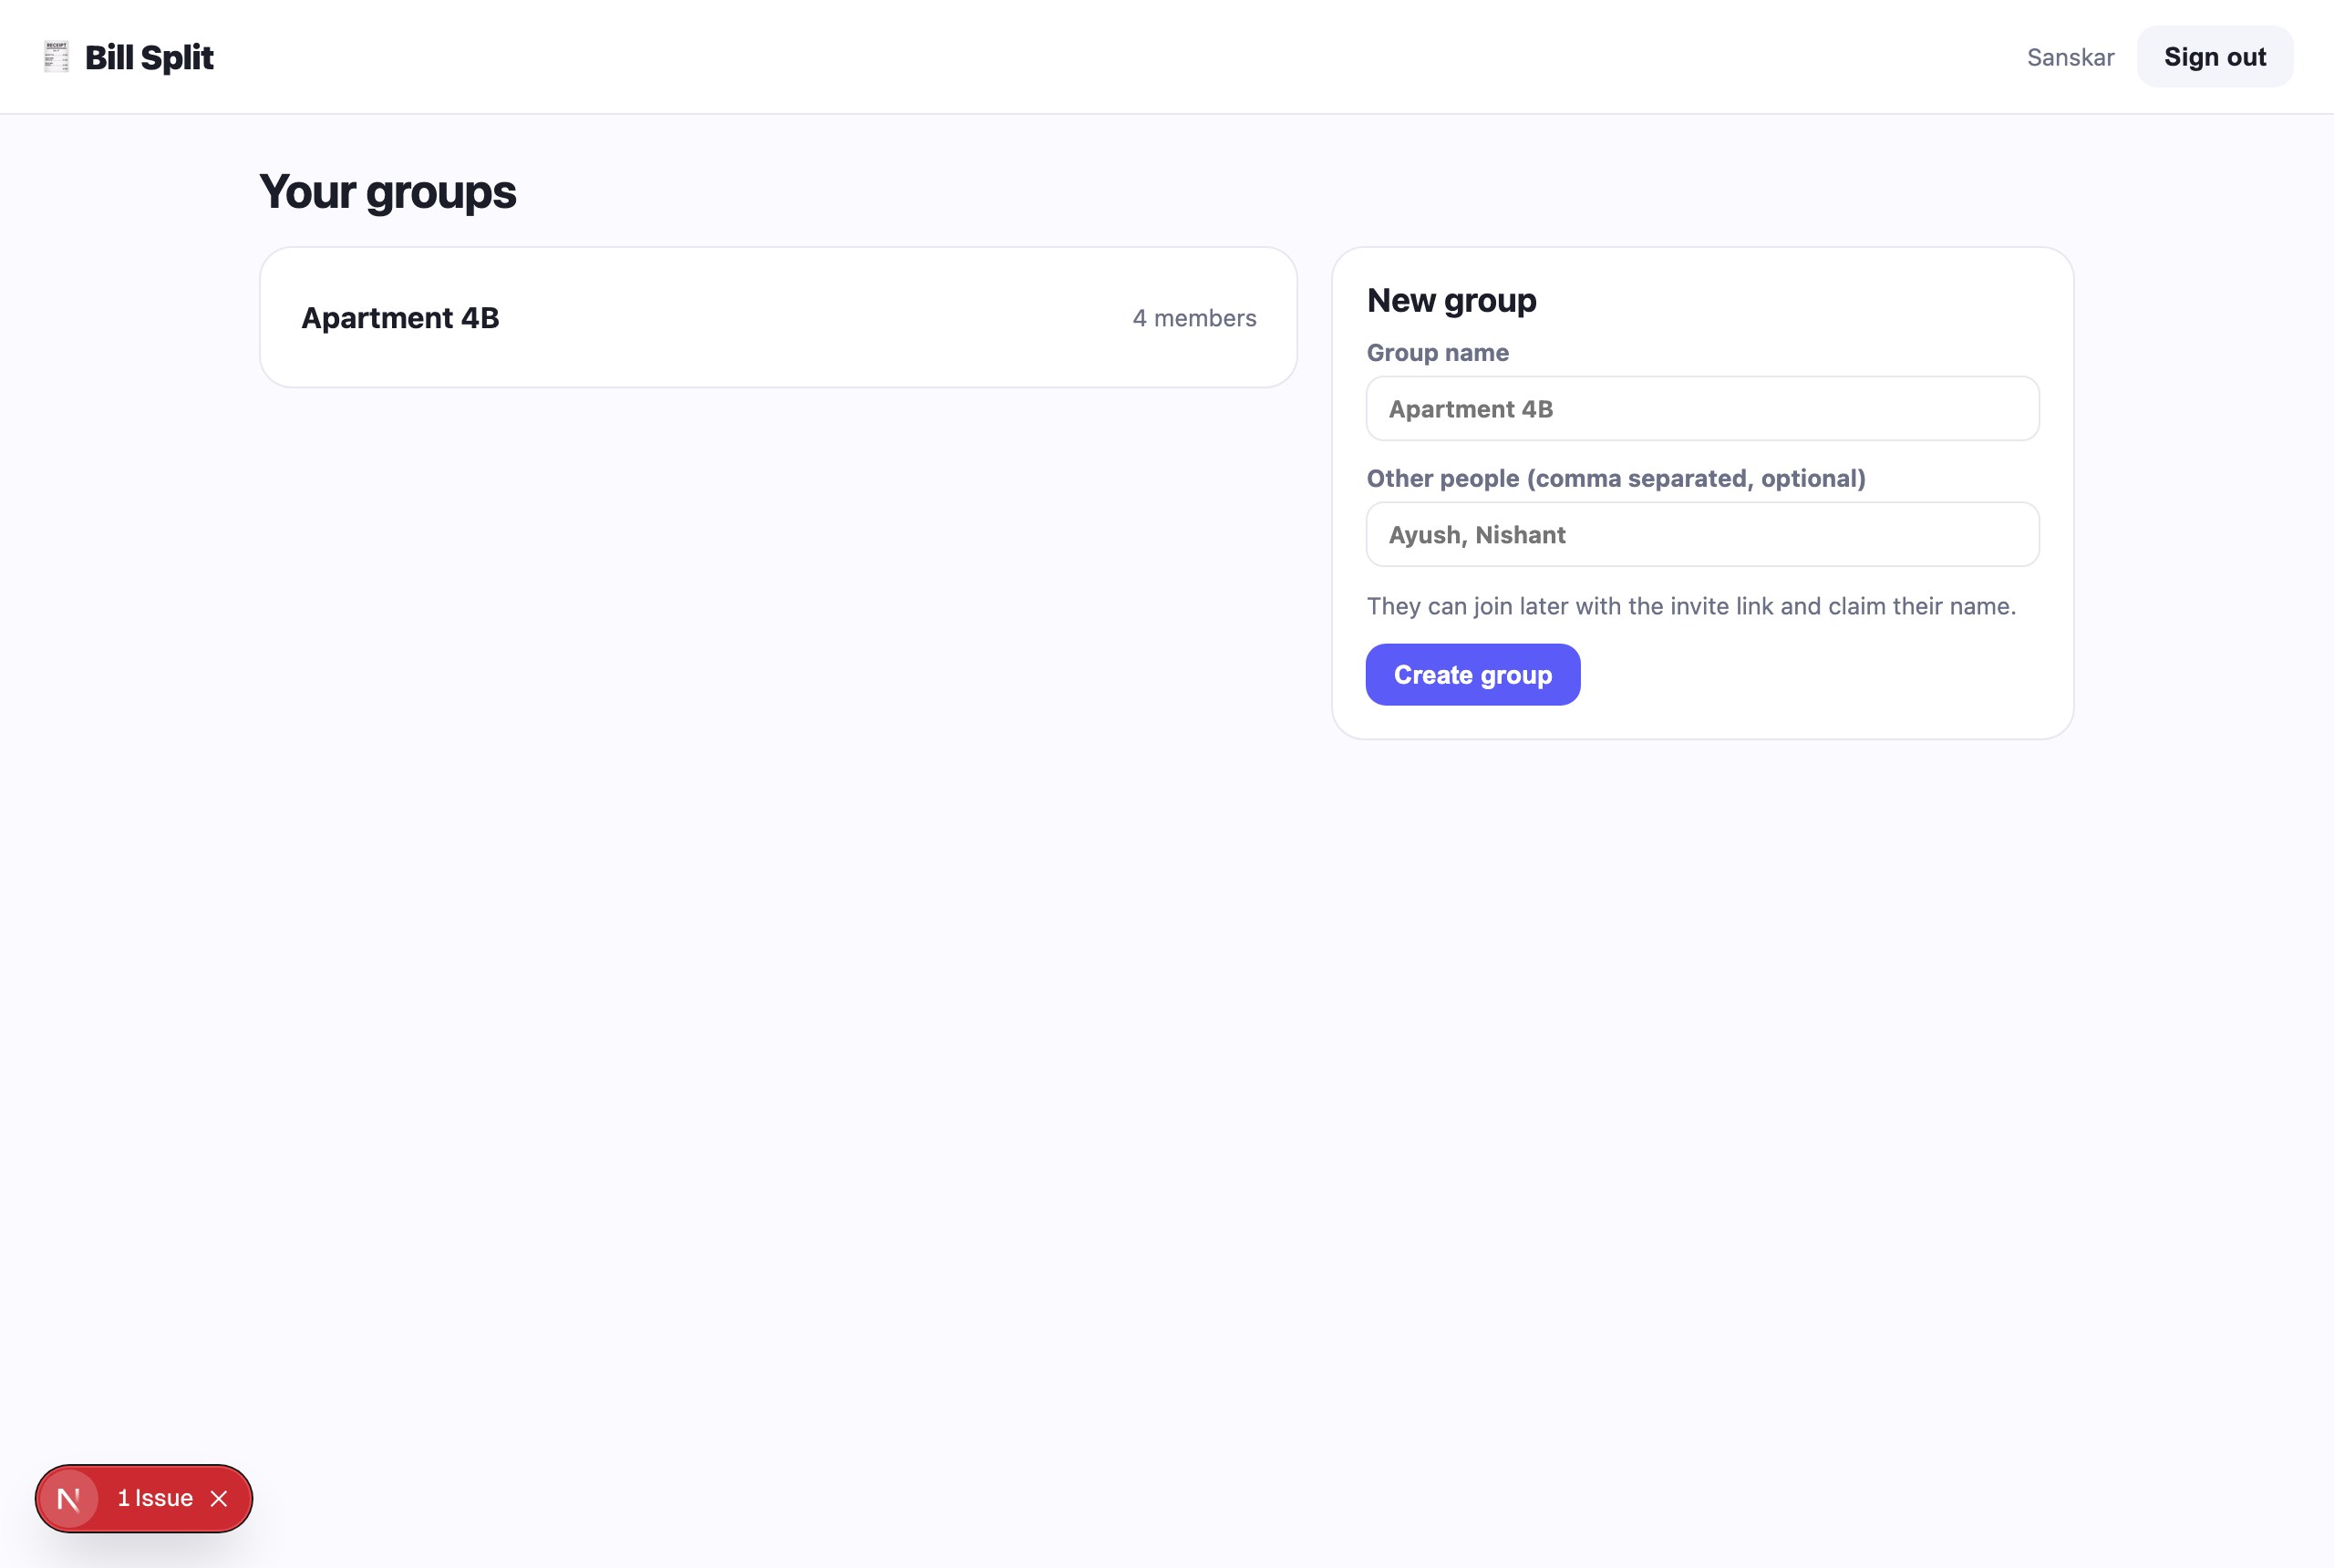 Bill Split
Sanskar
Sign out
Your groups
Apartment 4B
4 members
New group
Group name
Apartment 4B
Other people (comma separated, optional)
Ayush, Nishant
They can join later with the invite link and claim their name.
Create group
N
1 Issue